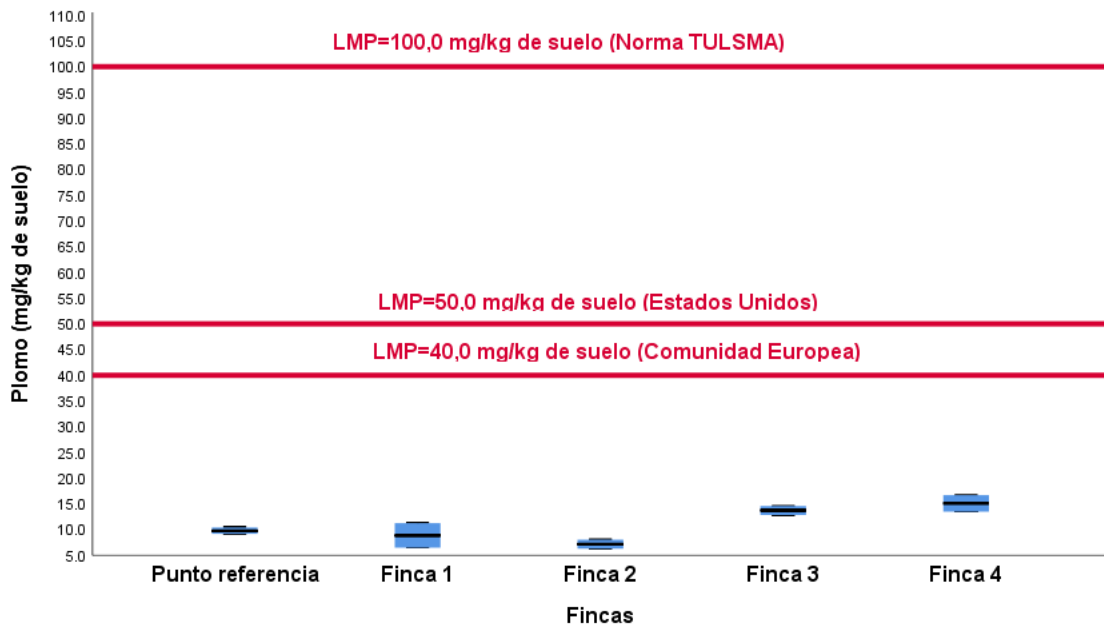 110.0
105.0
100.0
95.0
90.0
85.0
80.0
75.0
70.0
65.0
60.0
55.0
50.0
45.0
40.0
35.0
30.0
25.0
20.0
15.0
10.0
5.0
Plomo (mg/kg de suelo)
LMP=100,0 mg/kg de suelo (Norma TULSMA)
LMP=50,0 mg/kg de suelo (Estados Unidos)
LMP=40,0 mg/kg de suelo (Comunidad Europea)
Punto referencia
Finca 1
Finca 2
Finca 3
Finca 4
Fincas